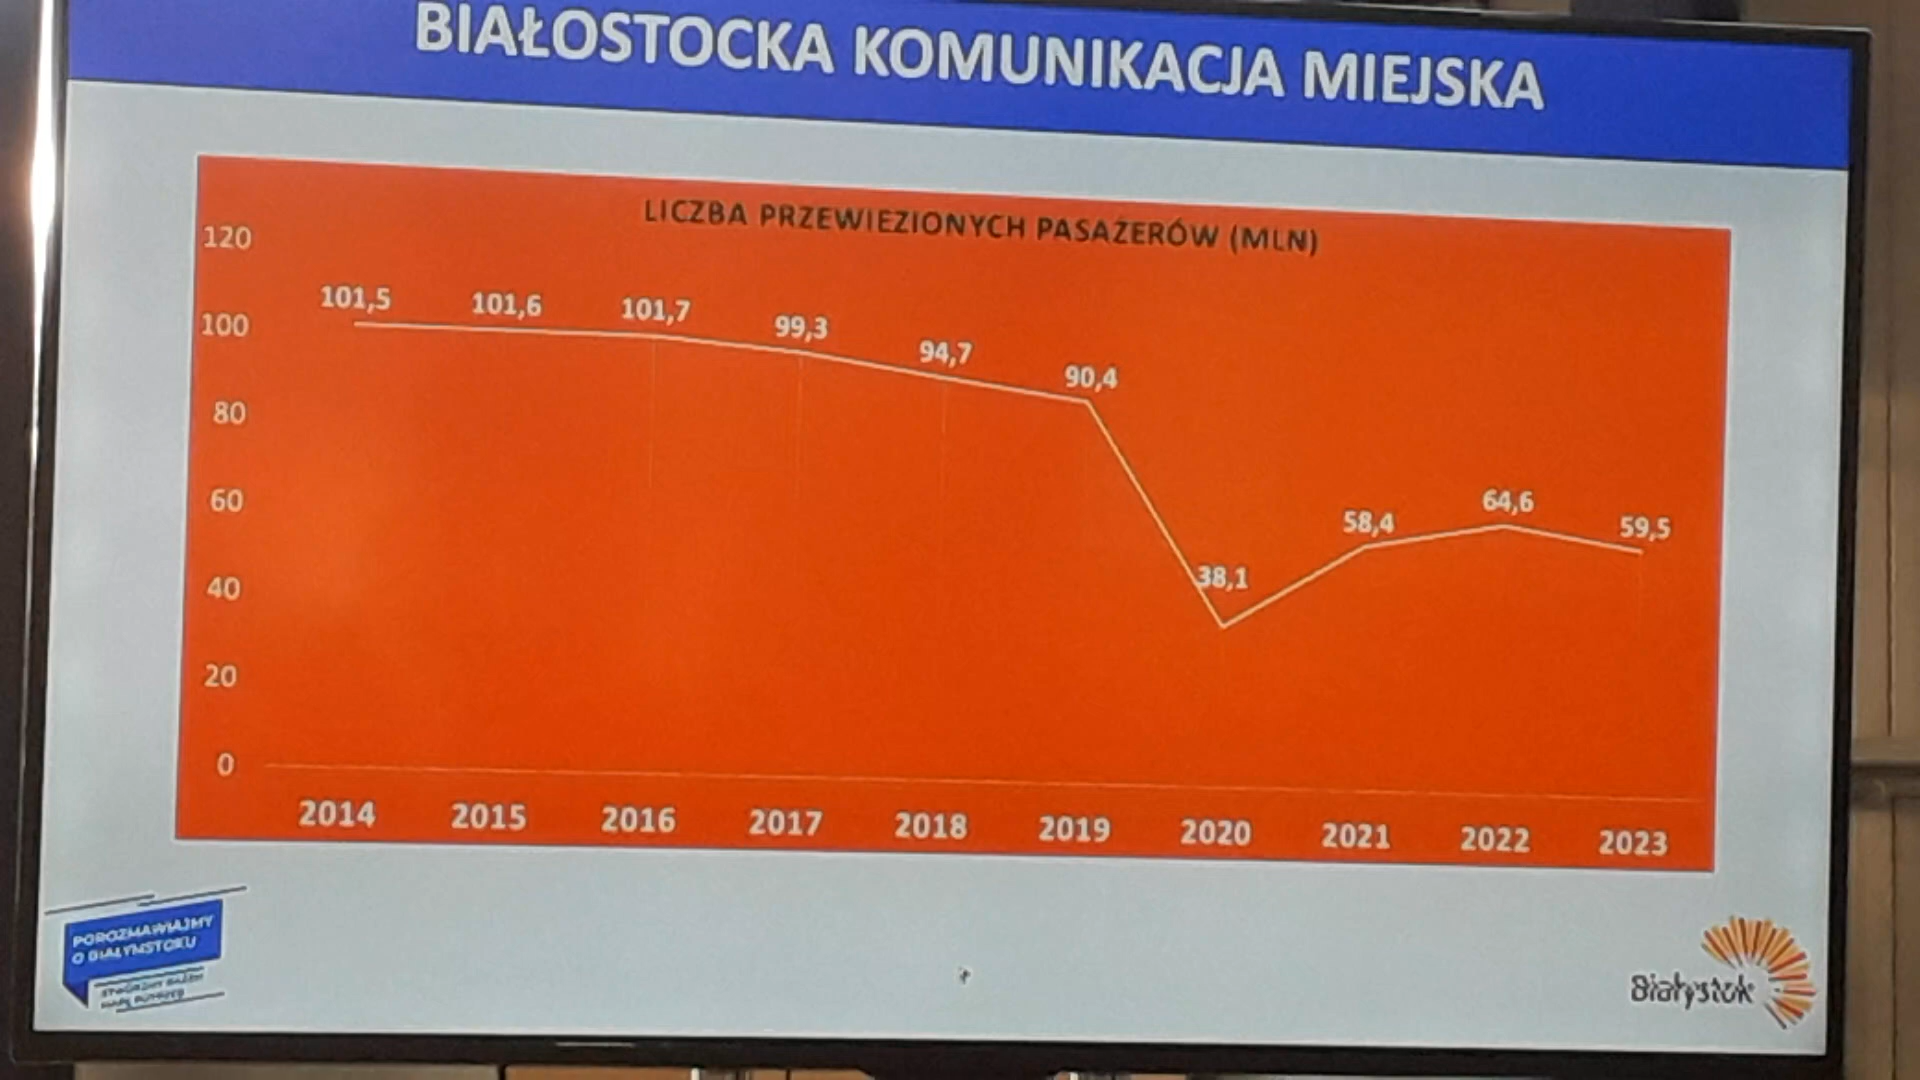 BIAŁOSTOCKA KOMUNIKACJA MIEJSKA
LICZBA PRZEWIEZIONYCH PASAŻERÓW (MLN)
120
100
80
60
40
20
0
101,5
101,6
101,7
99,3
94,7
90,4
38,1
58,4
64,6
59,5
2014 2015 2016 2017 2018 2019 2020 2021 2022 2023
POROZMAWIAJMY
O BIAŁYMSTOKU
Białystok